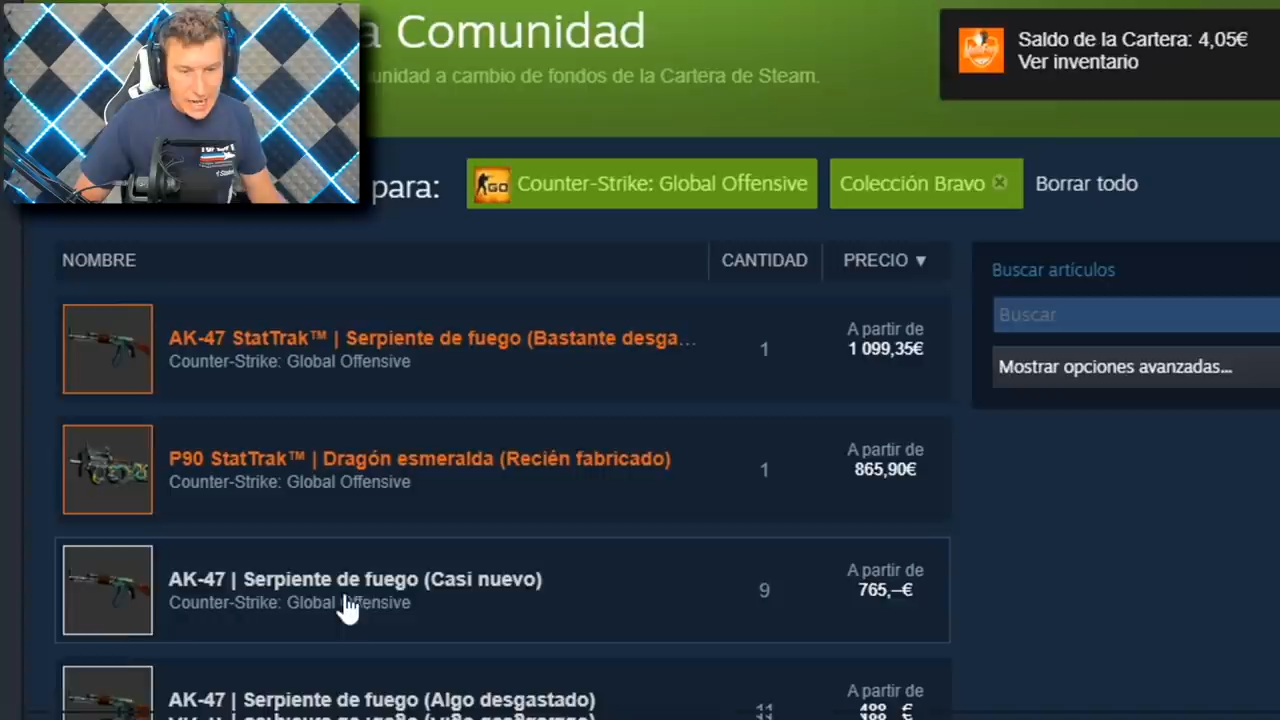 a Comunidad
unidad a cambio de fondos de la Cartera de Steam.
Saldo de la Cartera: 4,05€
Ver inventario
para:
GO
Counter-Strike: Global Offensive
Colección Bravo
Borrar todo
NOMBRE
CANTIDAD
PRECIO ▼
AK-47 StatTrak™ | Serpiente de fuego (Bastante desga...
Counter-Strike: Global Offensive
1
A partir de
1 099,35€
P90 StatTrak™ | Dragón esmeralda (Recién fabricado)
Counter-Strike: Global Offensive
1
A partir de
865,90€
AK-47 | Serpiente de fuego (Casi nuevo)
Counter-Strike: Global Offensive
9
A partir de
765,--€
AK-47 | Serpiente de fuego (Algo desgastado)
11
A partir de
Buscar artículos
Buscar
Mostrar opciones avanzadas...